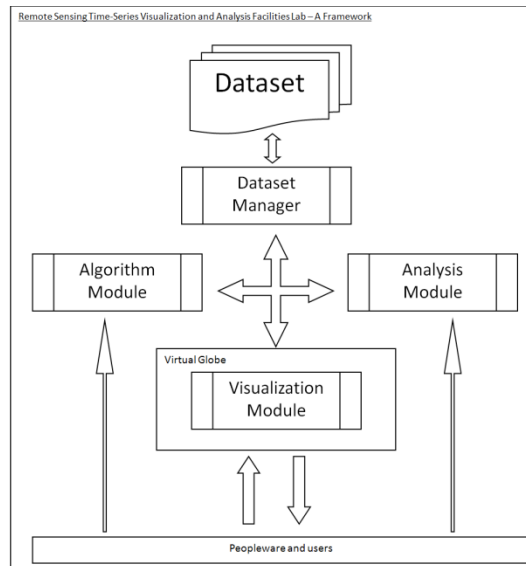 Remote Sensing Time-Series Visualization and Analysis Facilities Lab – A Framework
Dataset
Dataset
Manager
Algorithm
Module
Analysis
Module
Virtual Globe
Visualization
Module
Peopleware and users